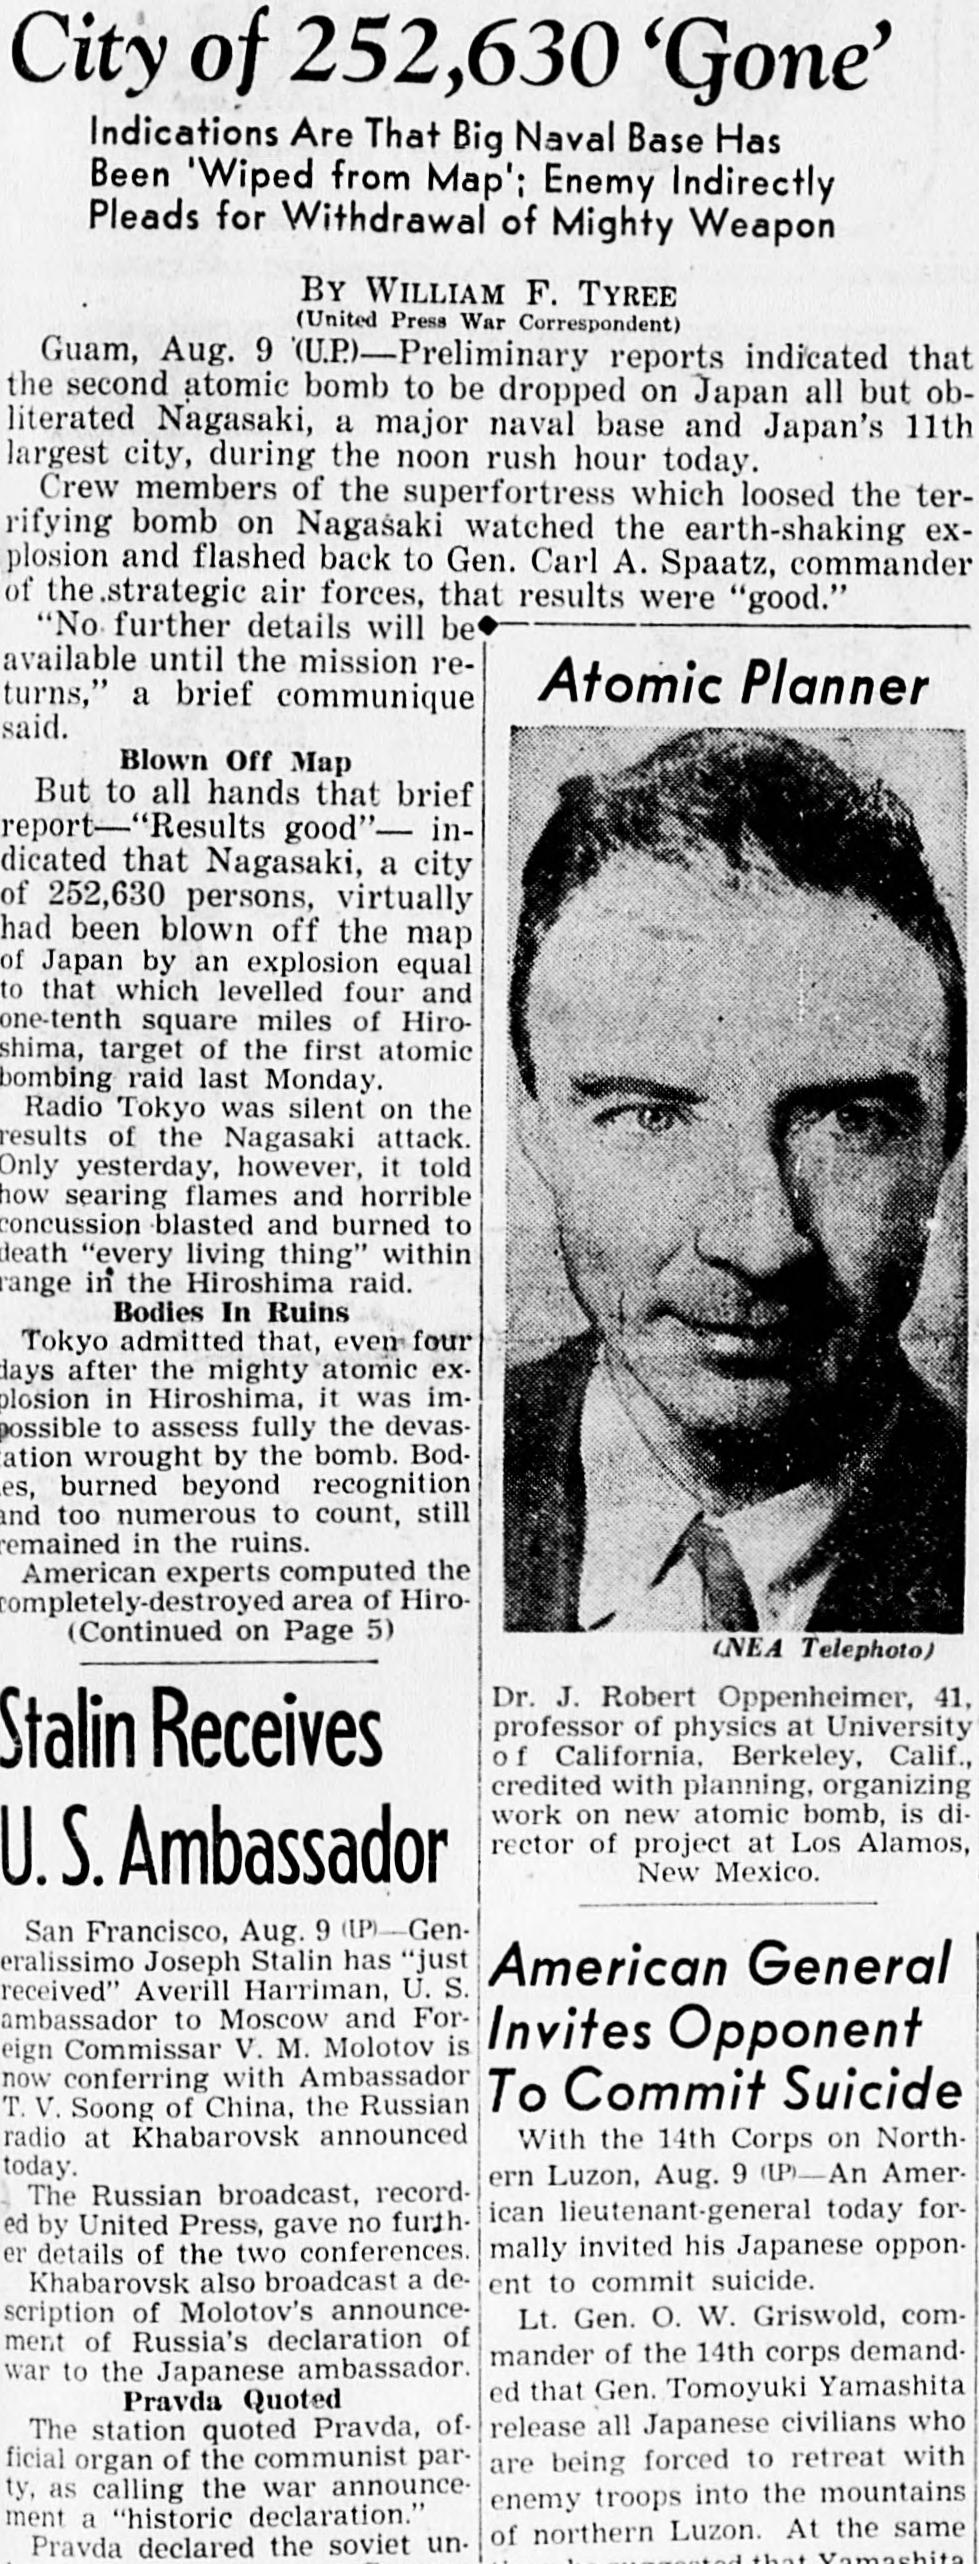 City of 252,630 'Gone'
Indications Are That Big Naval Base Has
Been 'Wiped from Map'; Enemy Indirectly
Pleads for Withdrawal of Mighty Weapon
BY WILLIAM F. TYREE
(United Press War Correspondent)
Guam, Aug. 9 (U.P.)—Preliminary reports indicated that
the second atomic bomb to be dropped on Japan all but ob-
literated Nagasaki, a major naval base and Japan's 11th
largest city, during the noon rush hour today.
Crew members of the superfortress which loosed the ter-
rifying bomb on Nagasaki watched the earth-shaking ex-
plosion and flashed back to Gen. Carl A. Spaatz, commander
of the strategic air forces, that results were "good."
"No further details will be
available until the mission re-
turns," a brief communique
said.
Blown Off Map
But to all hands that brief
report—"Results good"— in-
dicated that Nagasaki, a city
of 252,630 persons, virtually
had been blown off the map
of Japan by an explosion equal
to that which levelled four and
one-tenth square miles of Hiro-
shima, target of the first atomic
bombing raid last Monday.
Radio Tokyo was silent on the
results of the Nagasaki attack.
Only yesterday, however, it told
how searing flames and horrible
concussion blasted and burned to
death "every living thing" within
range in the Hiroshima raid.
Bodies In Ruins
Tokyo admitted that, even four
days after the mighty atomic ex-
plosion in Hiroshima, it was im-
possible to assess fully the devas-
tation wrought by the bomb. Bod-
ies, burned beyond recognition
and too numerous to count, still
remained in the ruins.
American experts computed the
completely-destroyed area of Hiro-
(Continued on Page 5)
Stalin Receives
U. S. Ambassador
San Francisco, Aug. 9 (UP)—Gen-
eralissimo Joseph Stalin has "just
received" Averill Harriman, U. S.
ambassador to Moscow and For-
eign Commissar V. M. Molotov is
now conferring with Ambassador
T. V. Soong of China, the Russian
radio at Khabarovsk announced
today.
The Russian broadcast, record-
ed by United Press, gave no furth-
er details of the two conferences.
Khabarovsk also broadcast a de-
scription of Molotov's announce-
ment of Russia's declaration of
war to the Japanese ambassador.
Pravda Quoted
The station quoted Pravda, of-
ficial organ of the communist par-
ty, as calling the war announce-
ment a "historic declaration."
Pravda declared the soviet un-
Atomic Planner
(NEA Telephoto)
Dr. J. Robert Oppenheimer, 41,
professor of physics at University
of California, Berkeley, Calif.,
credited with planning, organizing
work on new atomic bomb, is di-
rector of project at Los Alamos,
New Mexico.
American General
Invites Opponent
To Commit Suicide
With the 14th Corps on North-
ern Luzon, Aug. 9 (UP)—An Amer-
ican lieutenant-general today for-
mally invited his Japanese oppon-
ent to commit suicide.
Lt. Gen. O. W. Griswold, com-
mander of the 14th corps demand-
ed that Gen. Tomoyuki Yamashita
release all Japanese civilians who
are being forced to retreat with
enemy troops into the mountains
of northern Luzon. At the same
suggested that Yamashita